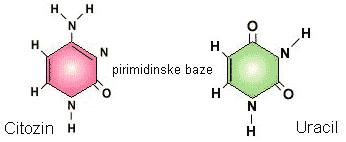 H H
N
H N
pirimidinske baze
H N O
H
Citozin
O H
N
H
H N O
H
Uracil